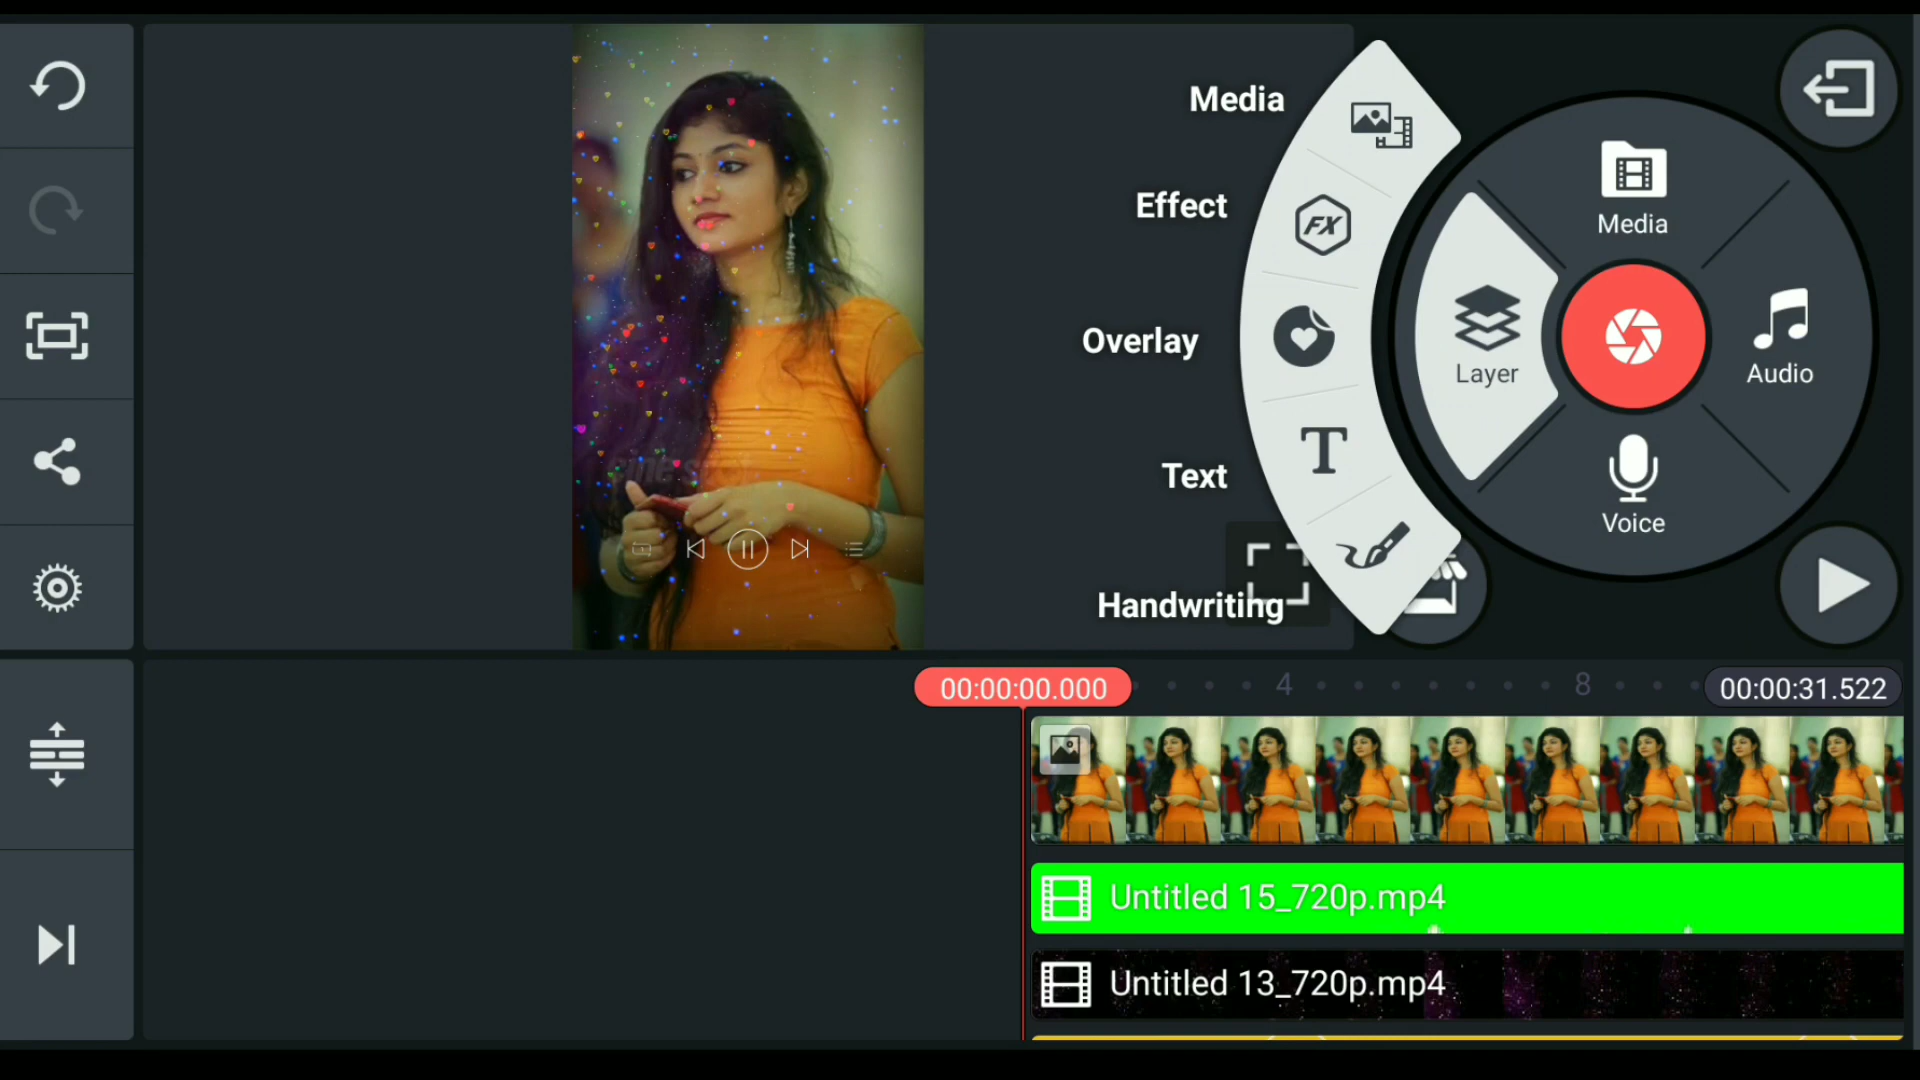 Media
Effect
Overlay
Text
Handwriting
Media
Layer
Audio
Voice
FX
T
00:00:00.000
4
8
00:00:31.522
Untitled 15_720p.mp4
Untitled 13_720p.mp4